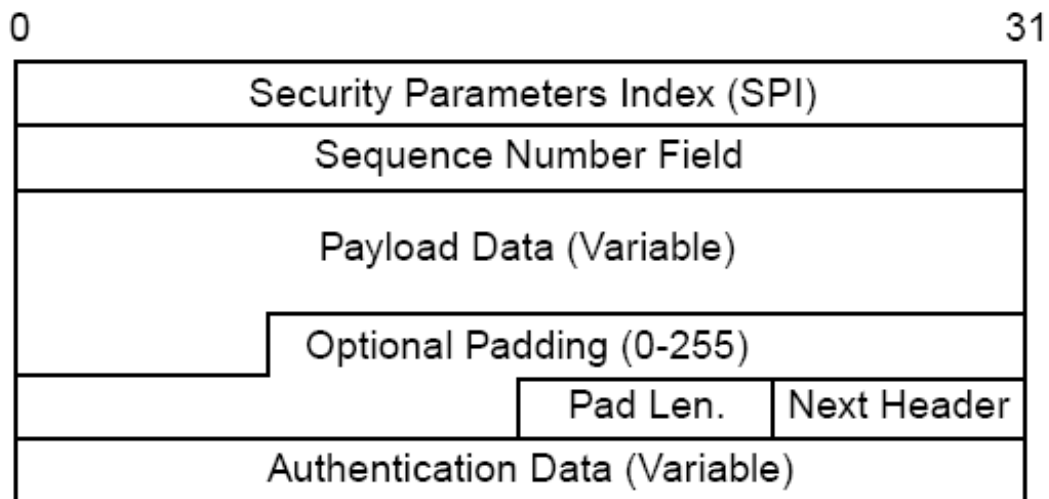 0 31
Security Parameters Index (SPI)
Sequence Number Field
Payload Data (Variable)
Optional Padding (0-255)
Pad Len. Next Header
Authentication Data (Variable)